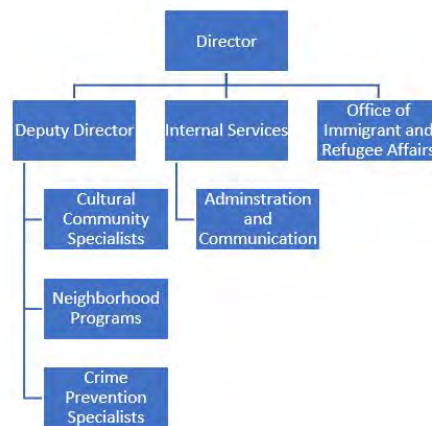 Director
Deputy Director
Internal Services
Office of
Immigrant and
Refugee Affairs
Cultural
Community
Specialists
Adminstration
and
Communication
Neighborhood
Programs
Crime
Prevention
Specialists